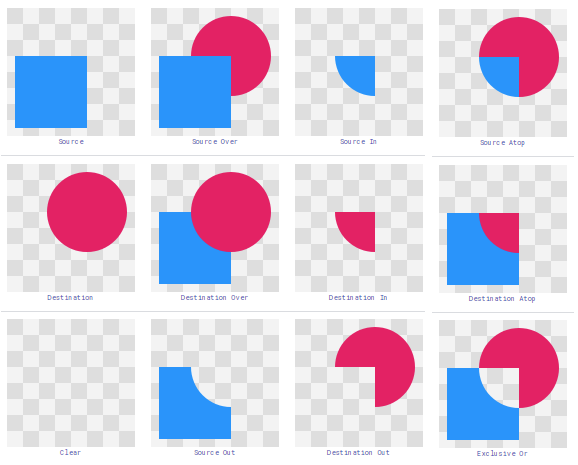 Source
Source Over
Source In
Source Atop
Destination
Destination Over
Destination In
Destination Atop
Clear
Source Out
Destination Out
Exclusive Or